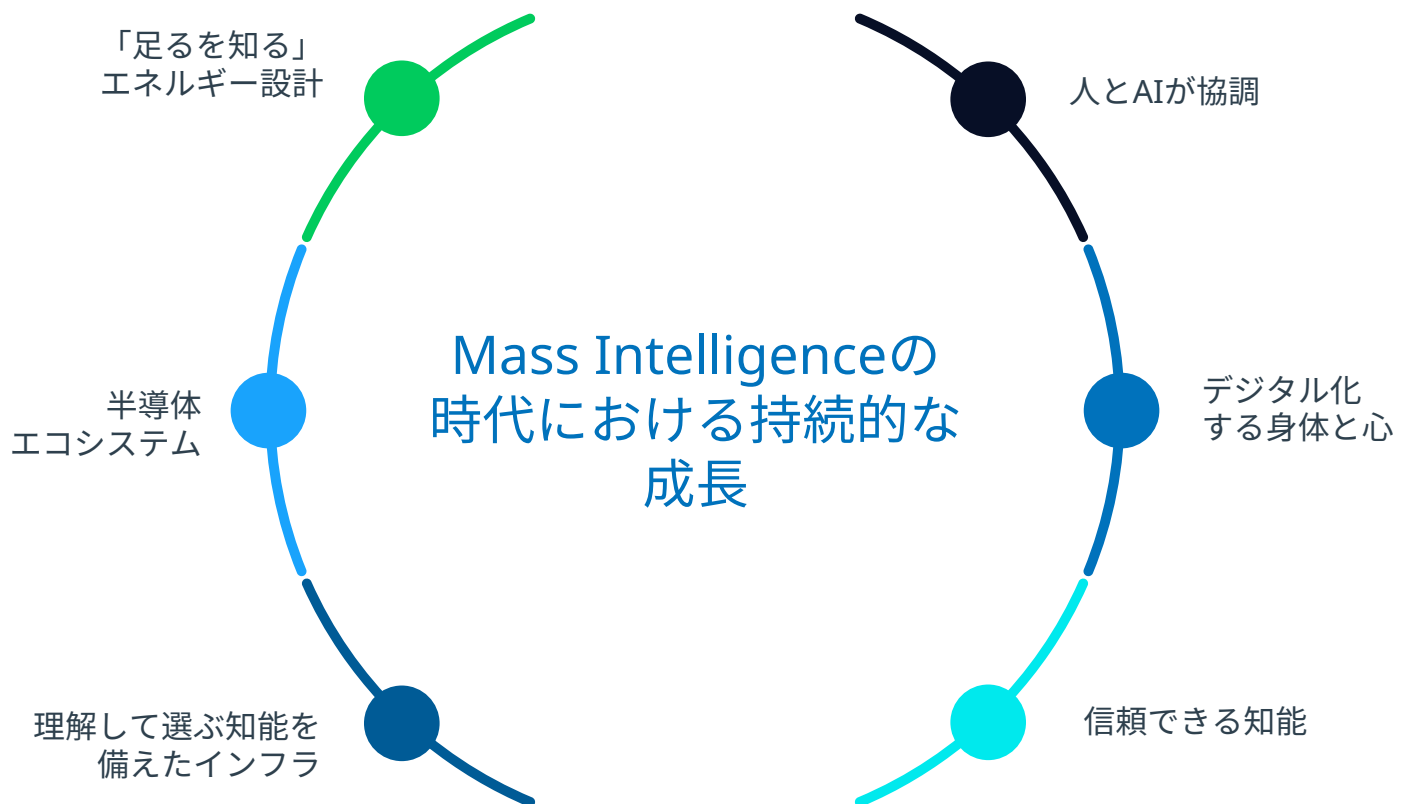 「足るを知る」
エネルギー設計
人とAIが協調
Mass Intelligenceの
時代における持続的な
成長
半導体
エコシステム
デジタル化
する身体と心
理解して選ぶ知能を
備えたインフラ
信頼できる知能